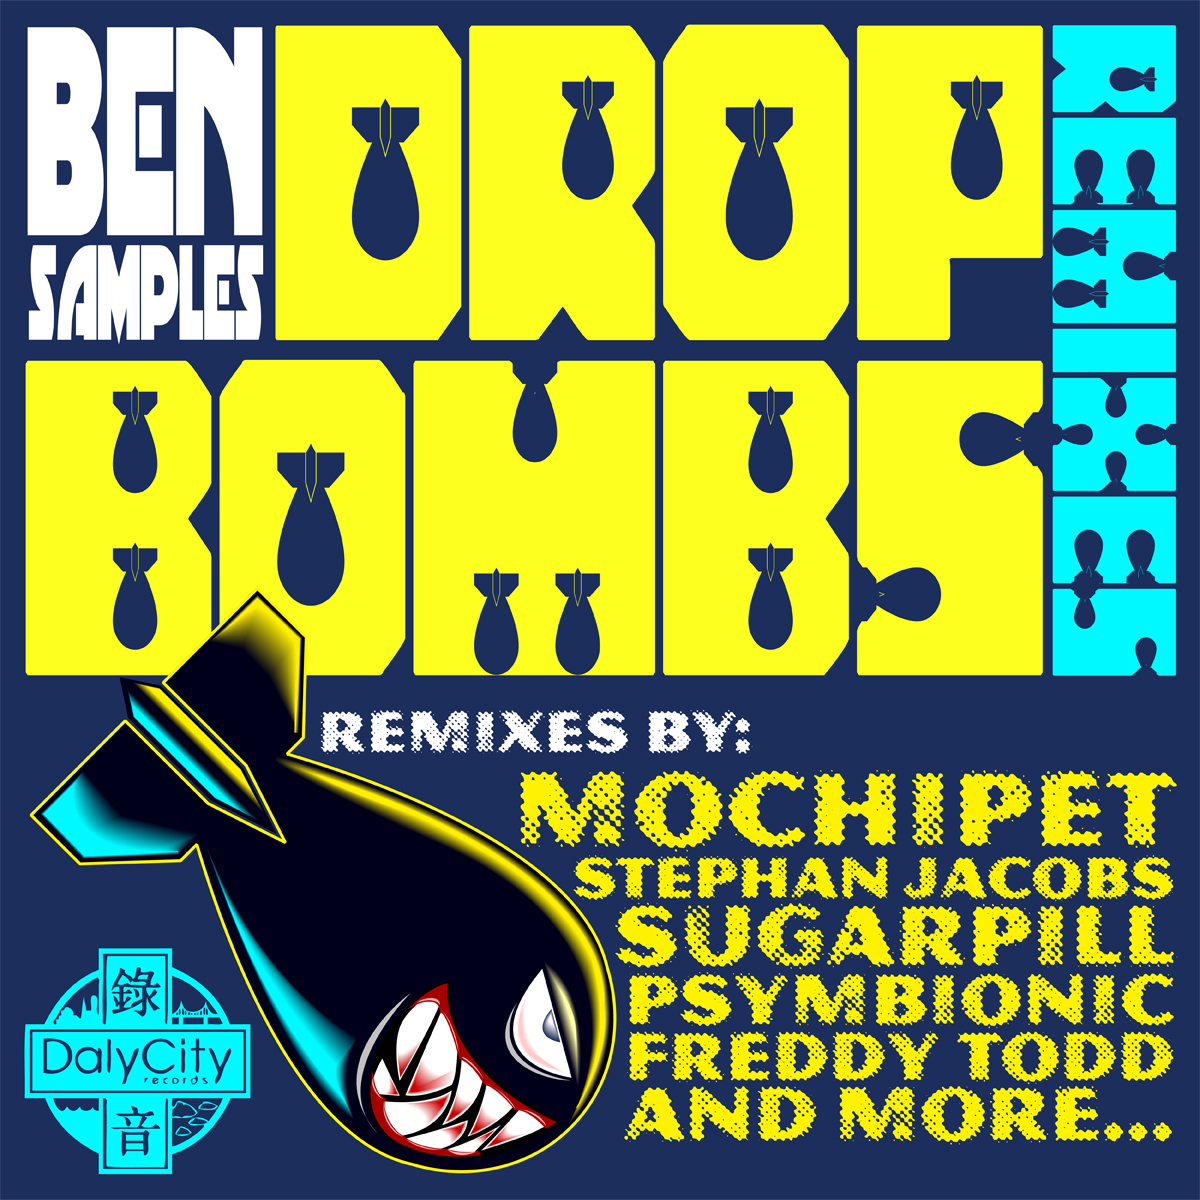 BEN
SAMPLES
DROP
BOMBS
REMIXES
REMIXES BY:
MOCHIPET
STEPHAN JACOBS
SUGARPILL
PSYMBIONIC
FREDDY TODD
AND MORE...
錄
DalyCity
records
音